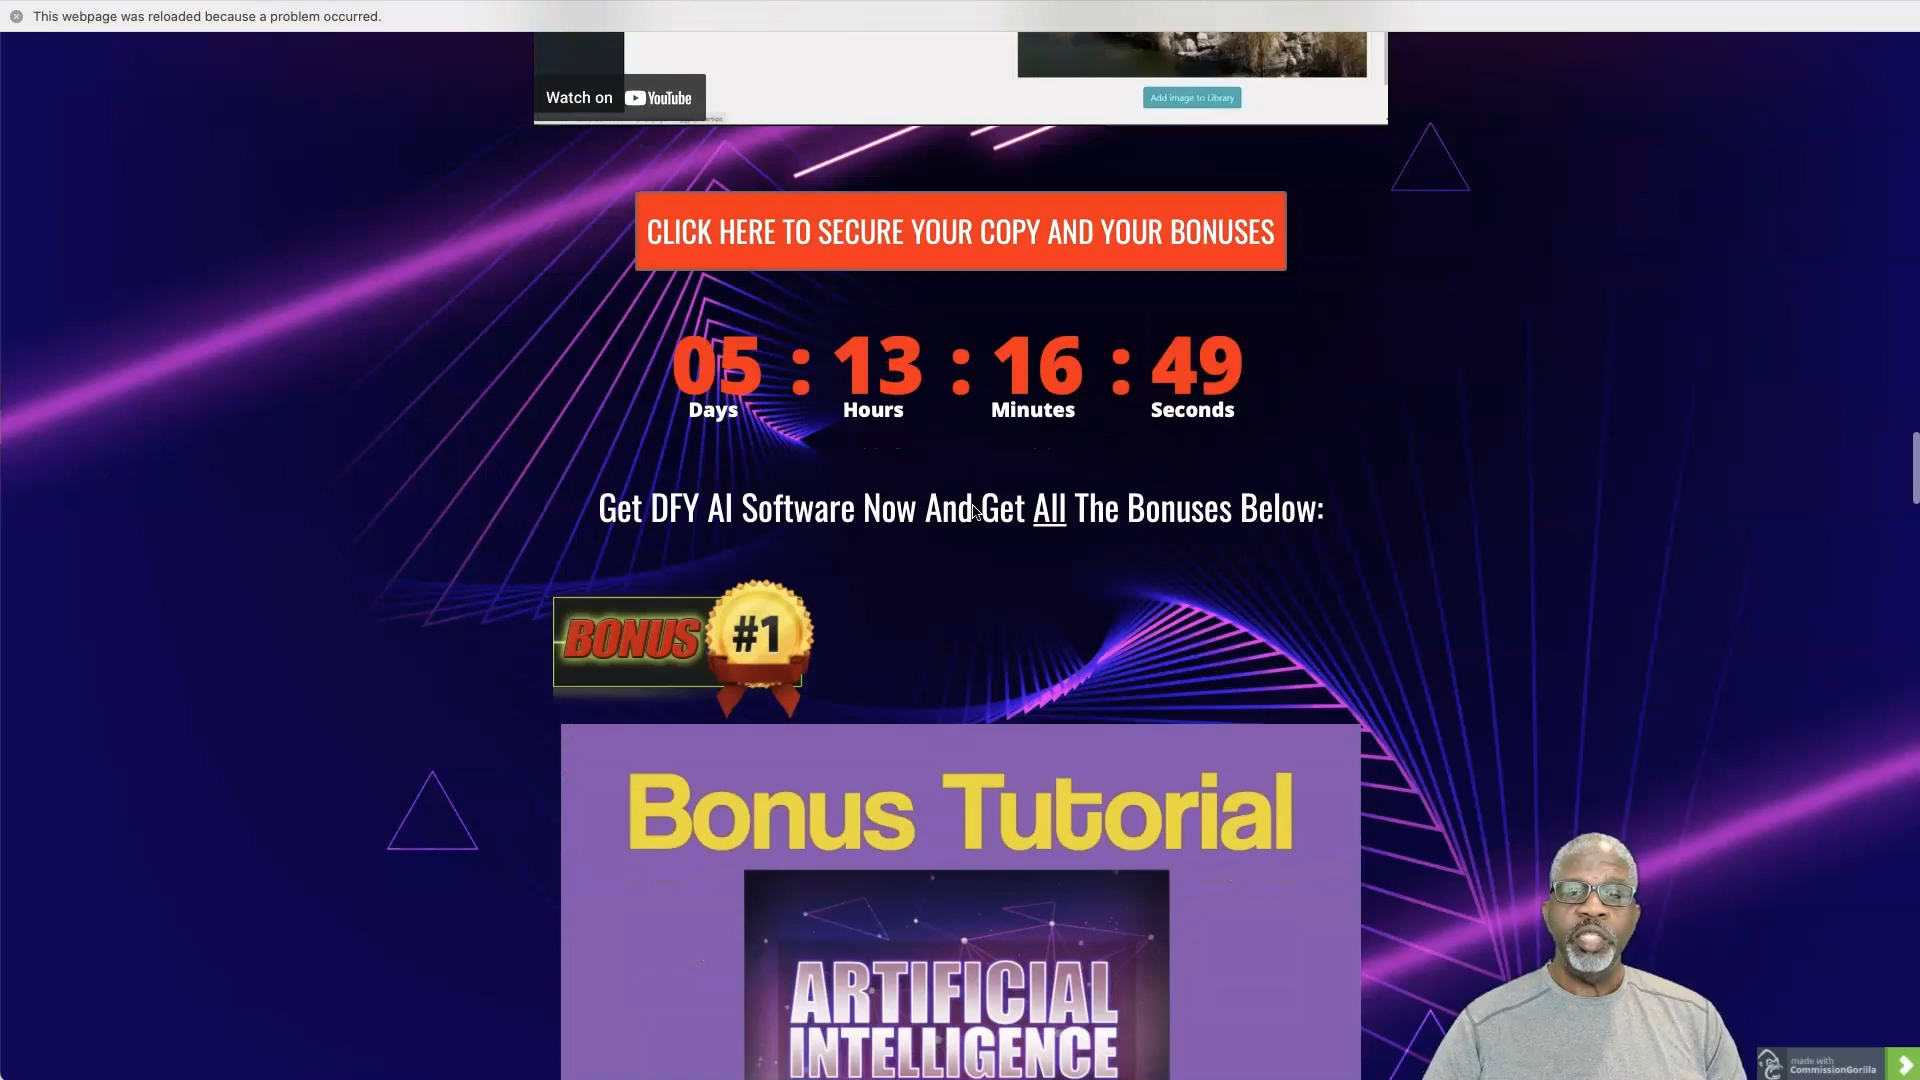 This webpage was reloaded because a problem occurred.
Watch on YouTube
Add image to Library
CLICK HERE TO SECURE YOUR COPY AND YOUR BONUSES
05 : 13 : 16 : 49
Days Hours Minutes Seconds
Get DFY AI Software Now And Get All The Bonuses Below:
BONUS #1
Bonus Tutorial
ARTIFICIAL
INTELLIGENCE
made with
CommissionGorilla